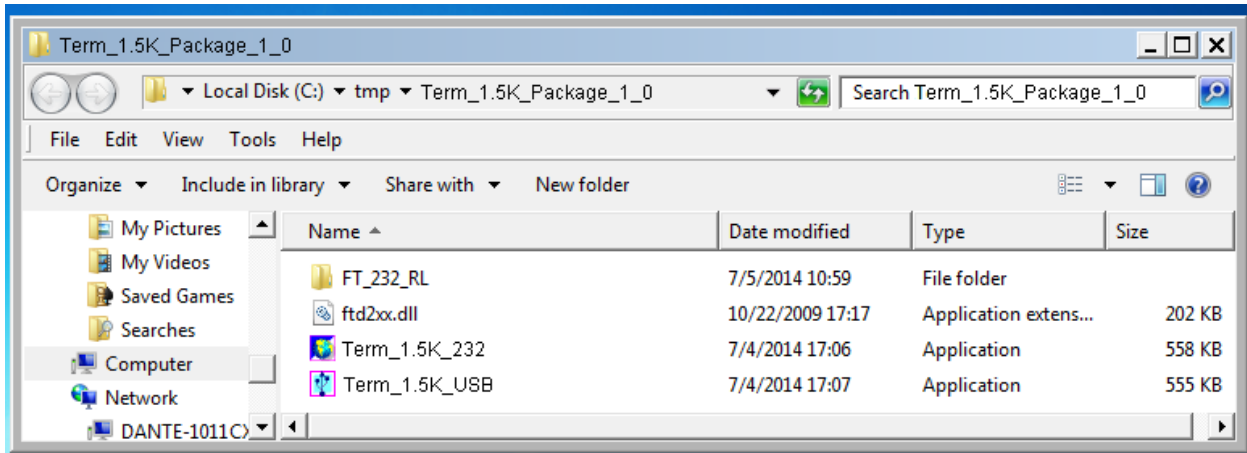 Term_1.5K_Package_1_0
Local Disk (C:) tmp Term_1.5K_Package_1_0 Search Term_1.5K_Package_1_0
File Edit View Tools Help
Organize Include in library Share with New folder
My Pictures Name Date modified Type Size
My Videos FT_232_RL 7/5/2014 10:59 File folder
Saved Games ftd2xx.dll 10/22/2009 17:17 Application extens... 202 KB
Searches Term_1.5K_232 7/4/2014 17:06 Application 558 KB
Computer Term_1.5K_USB 7/4/2014 17:07 Application 555 KB
Network
DANTE-1011C